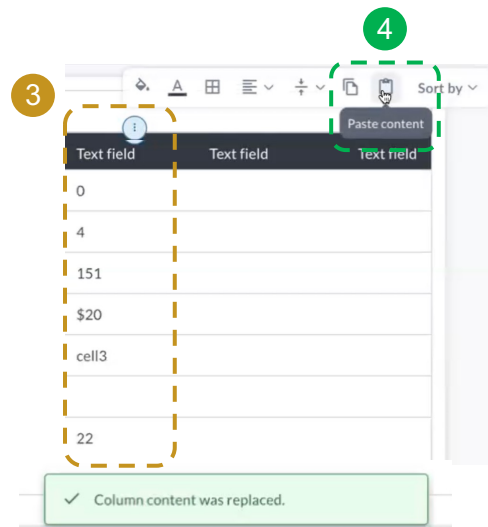 4
3
A
Sort by
Paste content
Text field Text field Text field
0
4
151
$20
cell3
22
Column content was replaced.